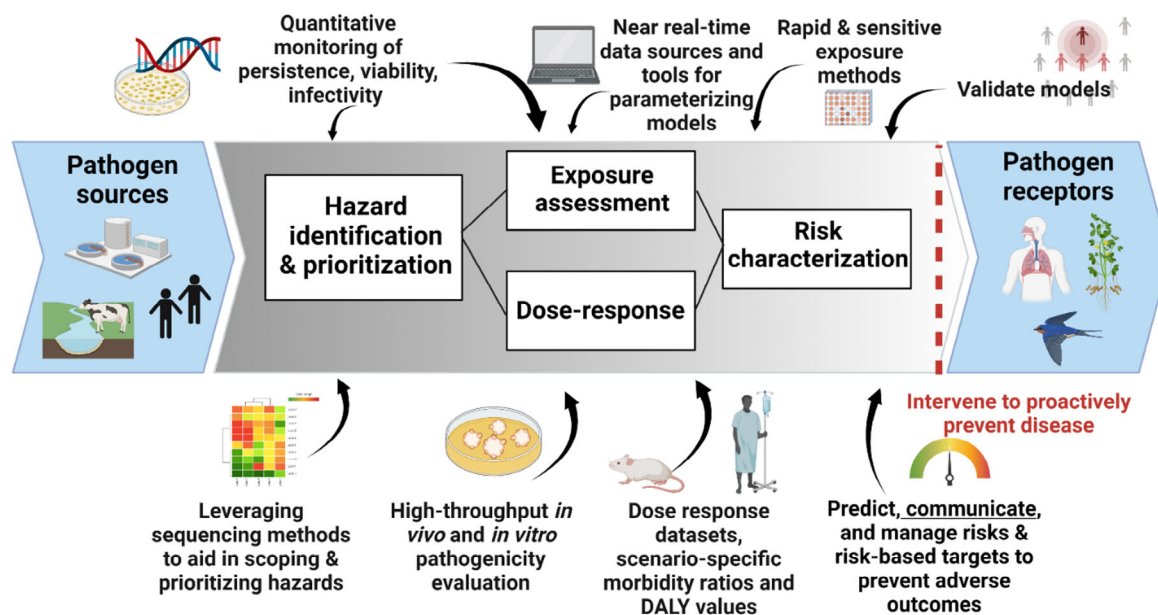 Quantitative
monitoring of
persistence, viability,
infectivity
Near real-time
data sources and
tools for
parameterizing
models
Rapid & sensitive
exposure
methods
Validate models
Pathogen
sources
Hazard
identification
& prioritization
Exposure
assessment
Dose-response
Risk
characterization
Pathogen
receptors
Leveraging
sequencing methods
to aid in scoping &
prioritizing hazards
High-throughput in
vivo and in vitro
pathogenicity
evaluation
Dose response
datasets,
scenario-specific
morbidity ratios and
DALY values
Intervene to proactively
prevent disease
Predict, communicate,
and manage risks &
risk-based targets to
prevent adverse
outcomes